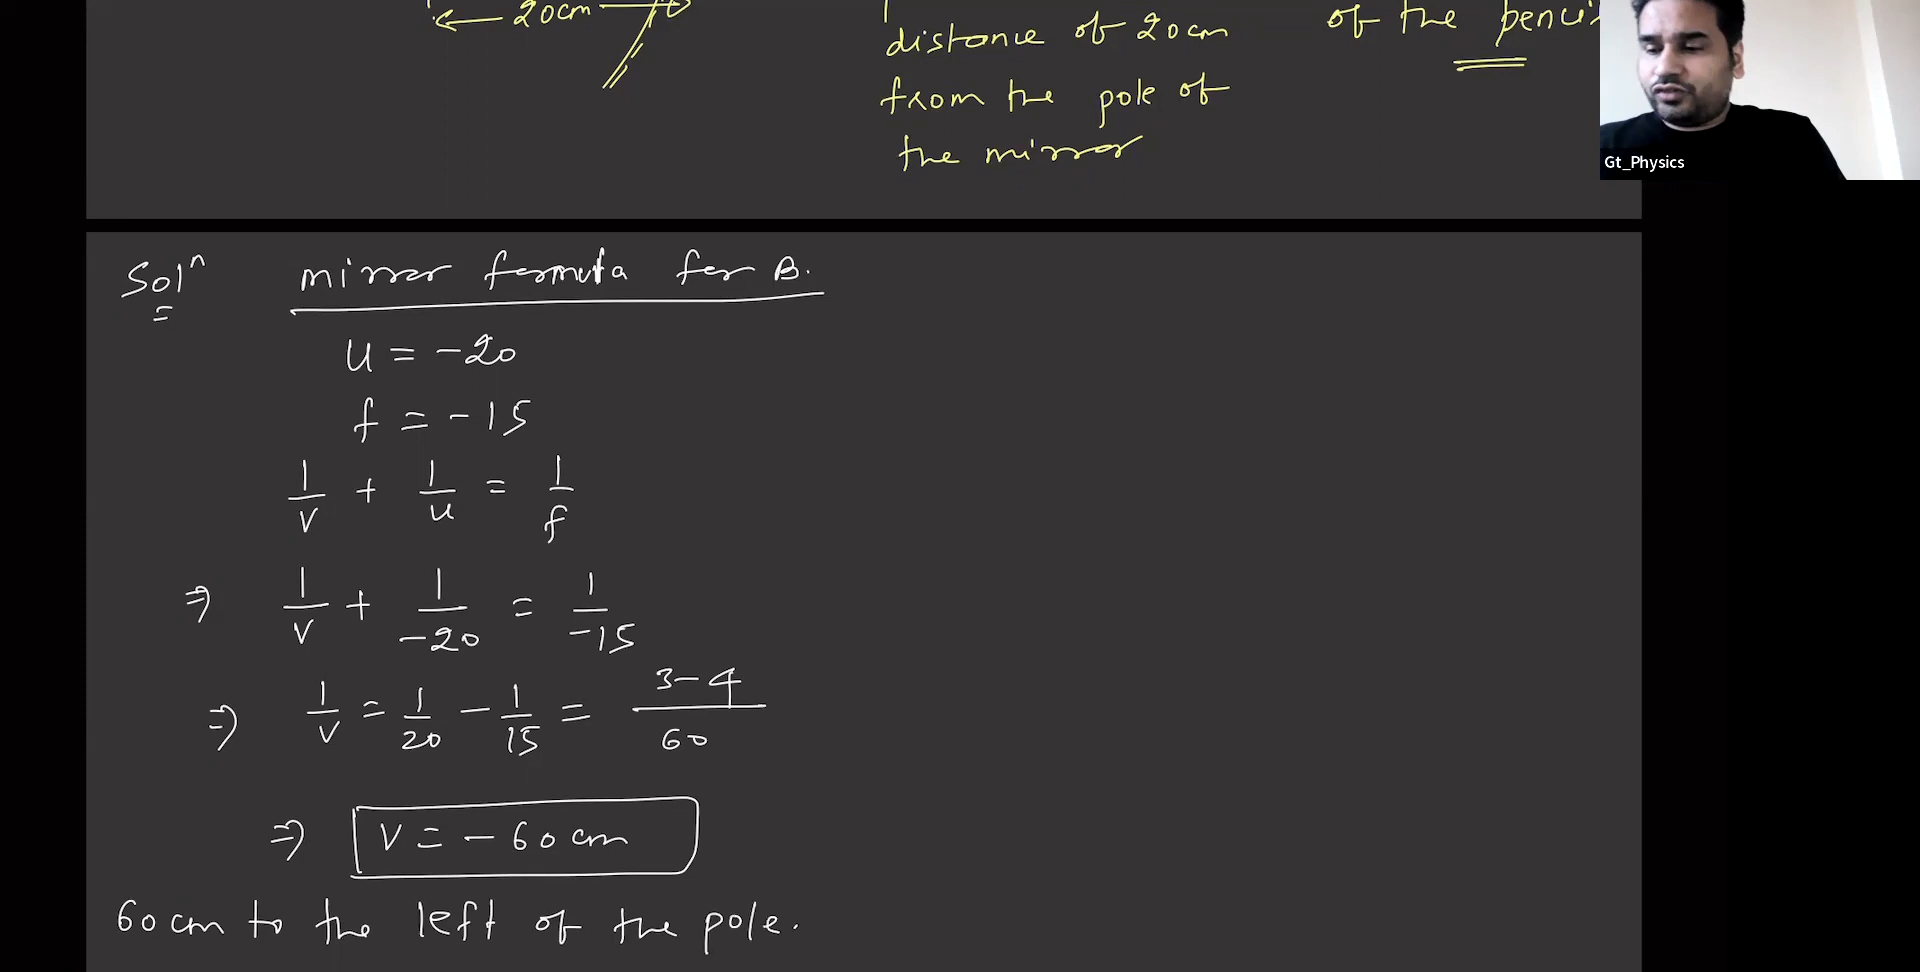 20cm
distance of 20cm
from the pole of
the mirror
of the pencil
Gt_Physics
Solⁿ mirror formula for B.
u = -20
f = -15
1/v + 1/u = 1/f
⇒ 1/v + 1/-20 = 1/-15
⇒ 1/v = 1/20 - 1/15 = 3-4/60
⇒ v = - 60 cm
60 cm to the left of the pole.